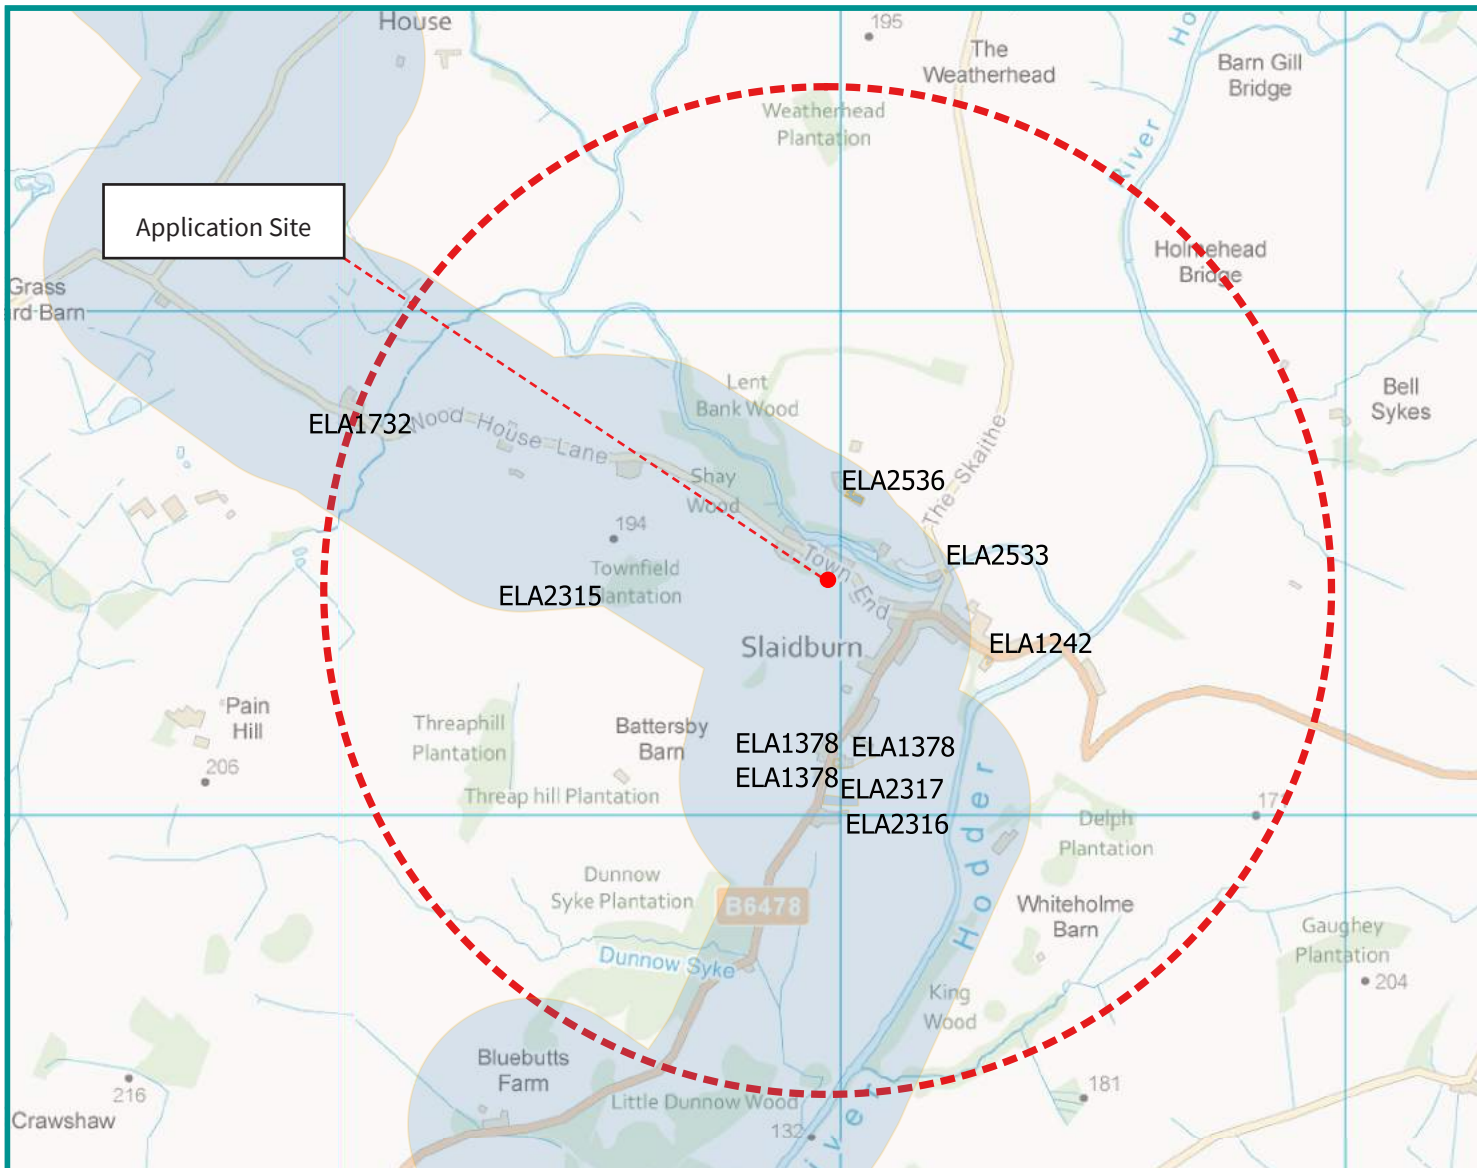 House
195
The
Weatherhead
Barn Gill
Bridge
Weatherhead
Plantation
Ho
River
Application Site
Holmehead
Bridge
Grass
rd Barn
Lent
Bank Wood
Bell
Sykes
ELA1732
Wood House Lane
The Skaithe
Shay
Wood
ELA2536
194
Town End
ELA2533
Townfield
Plantation
ELA2315
Slaidburn
ELA1242
Pain
Hill
206
Threaphill
Plantation
Battersby
Barn
ELA1378
ELA1378
ELA1378
ELA2317
Threap hill Plantation
ELA2316
Hodder
Delph
Plantation
Dunnow
Syke Plantation
B6478
Whiteholme
Barn
Gaughey
Plantation
Dunnow Syke
204
King
Wood
Bluebutts
Farm
216
181
Little Dunnow Wood
Crawshaw
132
iver